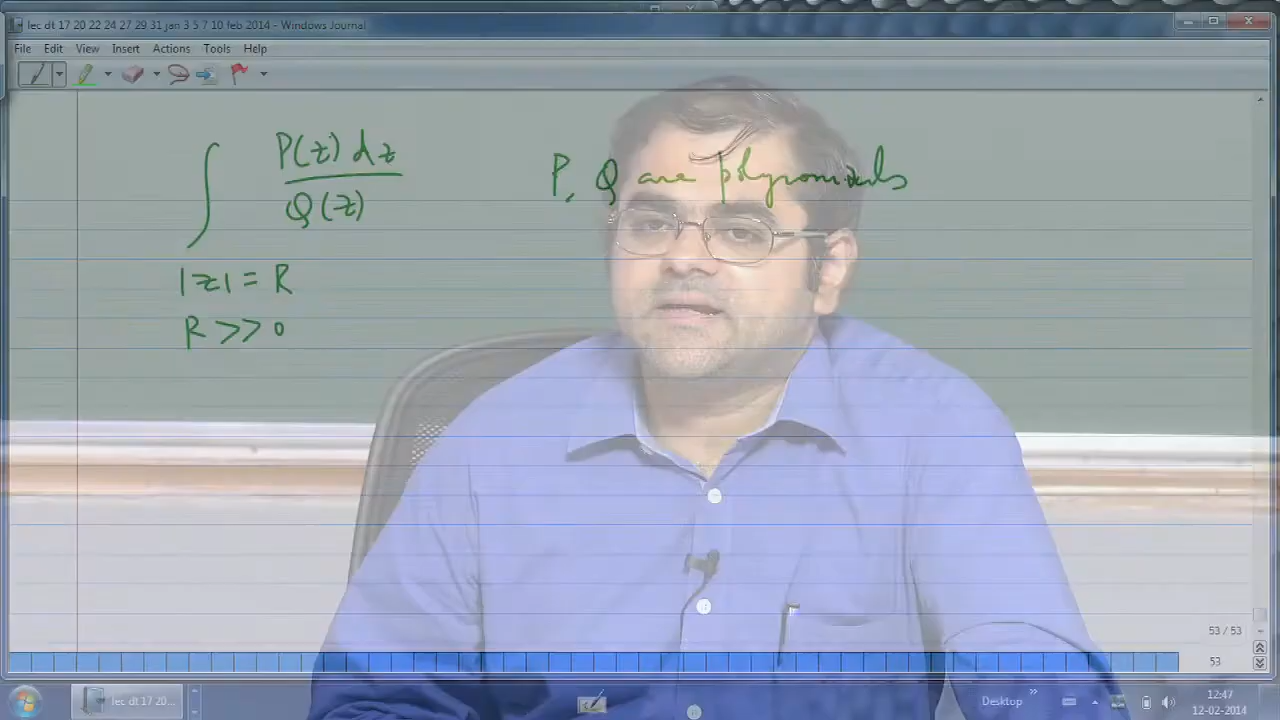 lec dt 17 20 22 24 27 29 31 jan 3 5 7 10 feb 2014 - Windows Journal
File Edit View Insert Actions Tools Help
∫ P(z) dz / Q(z)
P, Q are polynomials
|z| = R
R >> 0
53 / 53
53
lec dt 17 20...
Desktop
12:47
12-02-2014